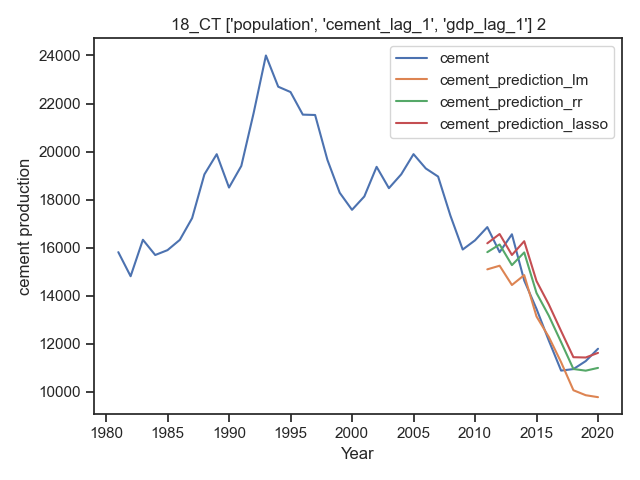 18_CT ['population', 'cement_lag_1', 'gdp_lag_1'] 2
24000
22000
20000
18000
16000
14000
12000
10000
cement production
cement
cement_prediction_lm
cement_prediction_rr
cement_prediction_lasso
1980 1985 1990 1995 2000 2005 2010 2015 2020
Year